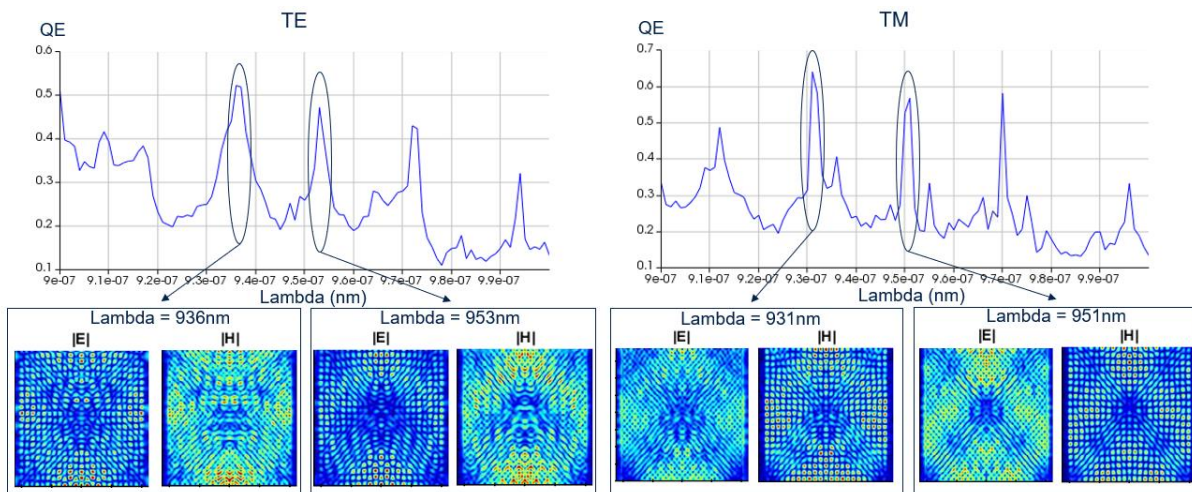 TE
QE
0.6
0.5
0.4
0.3
0.2
0.1
9e-07 9.1e-07 9.2e-07 9.3e-07 9.4e-07 9.5e-07 9.6e-07 9.7e-07 9.8e-07 9.9e-07
Lambda (nm)
Lambda = 936nm
|E| |H|
Lambda = 953nm
|E| |H|
TM
QE
0.7
0.6
0.5
0.4
0.3
0.2
0.1
9e-07 9.1e-07 9.2e-07 9.3e-07 9.4e-07 9.5e-07 9.6e-07 9.7e-07 9.8e-07 9.9e-07
Lambda (nm)
Lambda = 931nm
|E| |H|
Lambda = 951nm
|E| |H|